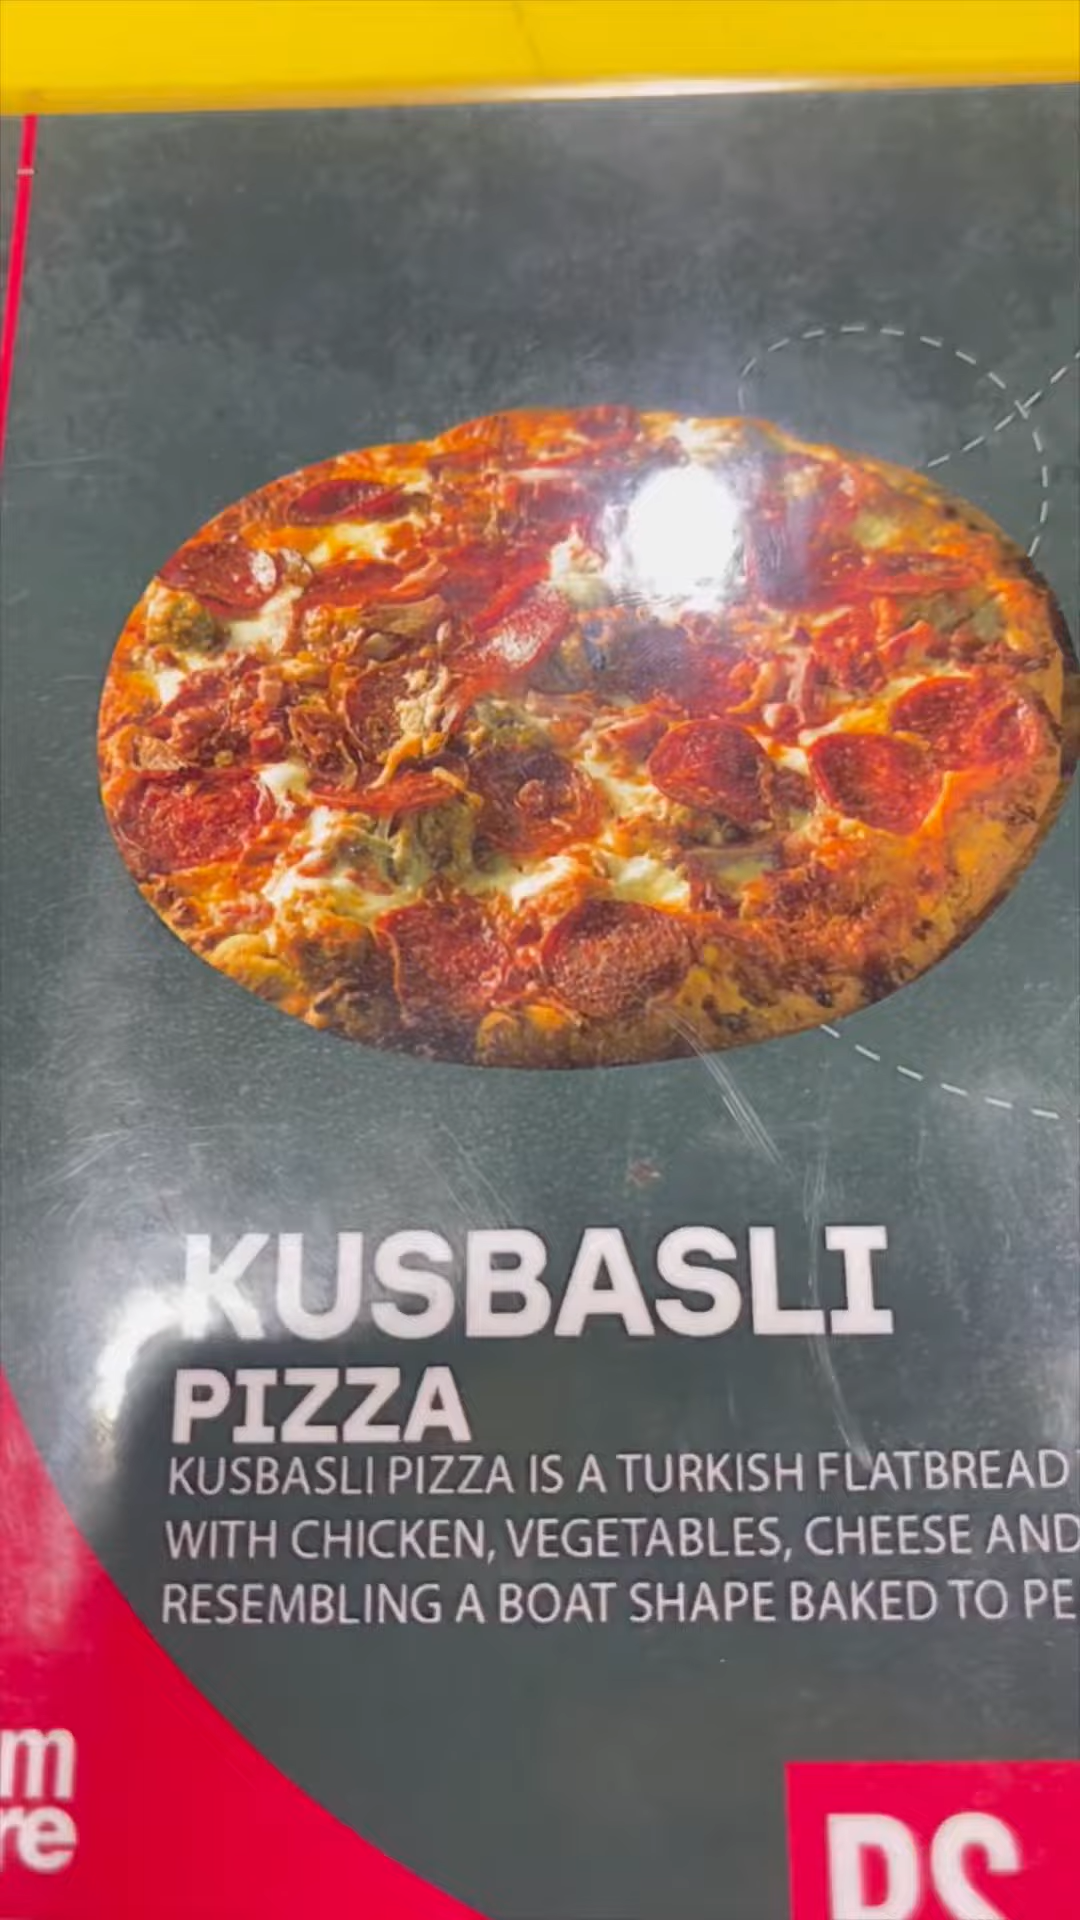 KUSBASLI
PIZZA
KUSBASLI PIZZA IS A TURKISH FLATBREAD
WITH CHICKEN, VEGETABLES, CHEESE AND
RESEMBLING A BOAT SHAPE BAKED TO PE
m
re
RS